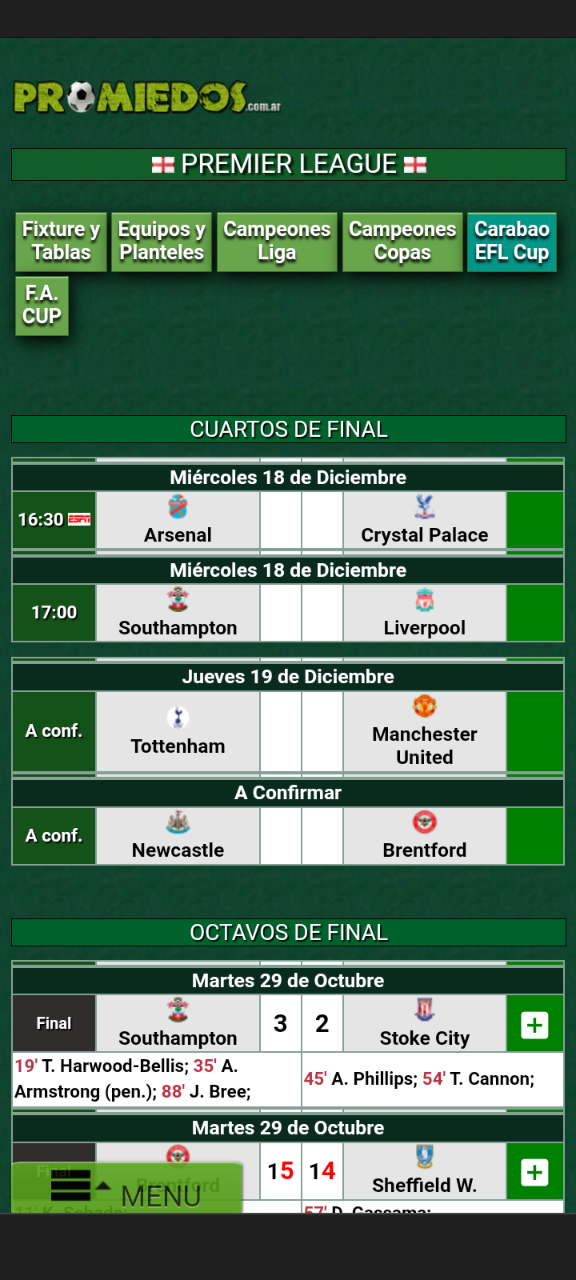 PROMIEDOS.com.ar
PREMIER LEAGUE
Fixture y
Tablas
Equipos y
Planteles
Campeones
Liga
Campeones
Copas
Carabao
EFL Cup
F.A.
CUP
CUARTOS DE FINAL
Miércoles 18 de Diciembre
16:30 ESPN
Arsenal
Crystal Palace
Miércoles 18 de Diciembre
17:00
Southampton
Liverpool
Jueves 19 de Diciembre
A conf.
Tottenham
Manchester
United
A Confirmar
A conf.
Newcastle
Brentford
OCTAVOS DE FINAL
Martes 29 de Octubre
Final
Southampton
3 2
Stoke City
19' T. Harwood-Bellis; 35' A.
Armstrong (pen.); 88' J. Bree;
45' A. Phillips; 54' T. Cannon;
Martes 29 de Octubre
Final
Brentford
15 14
Sheffield W.
MENU
11' K. Schade;
57' D. Gassama;